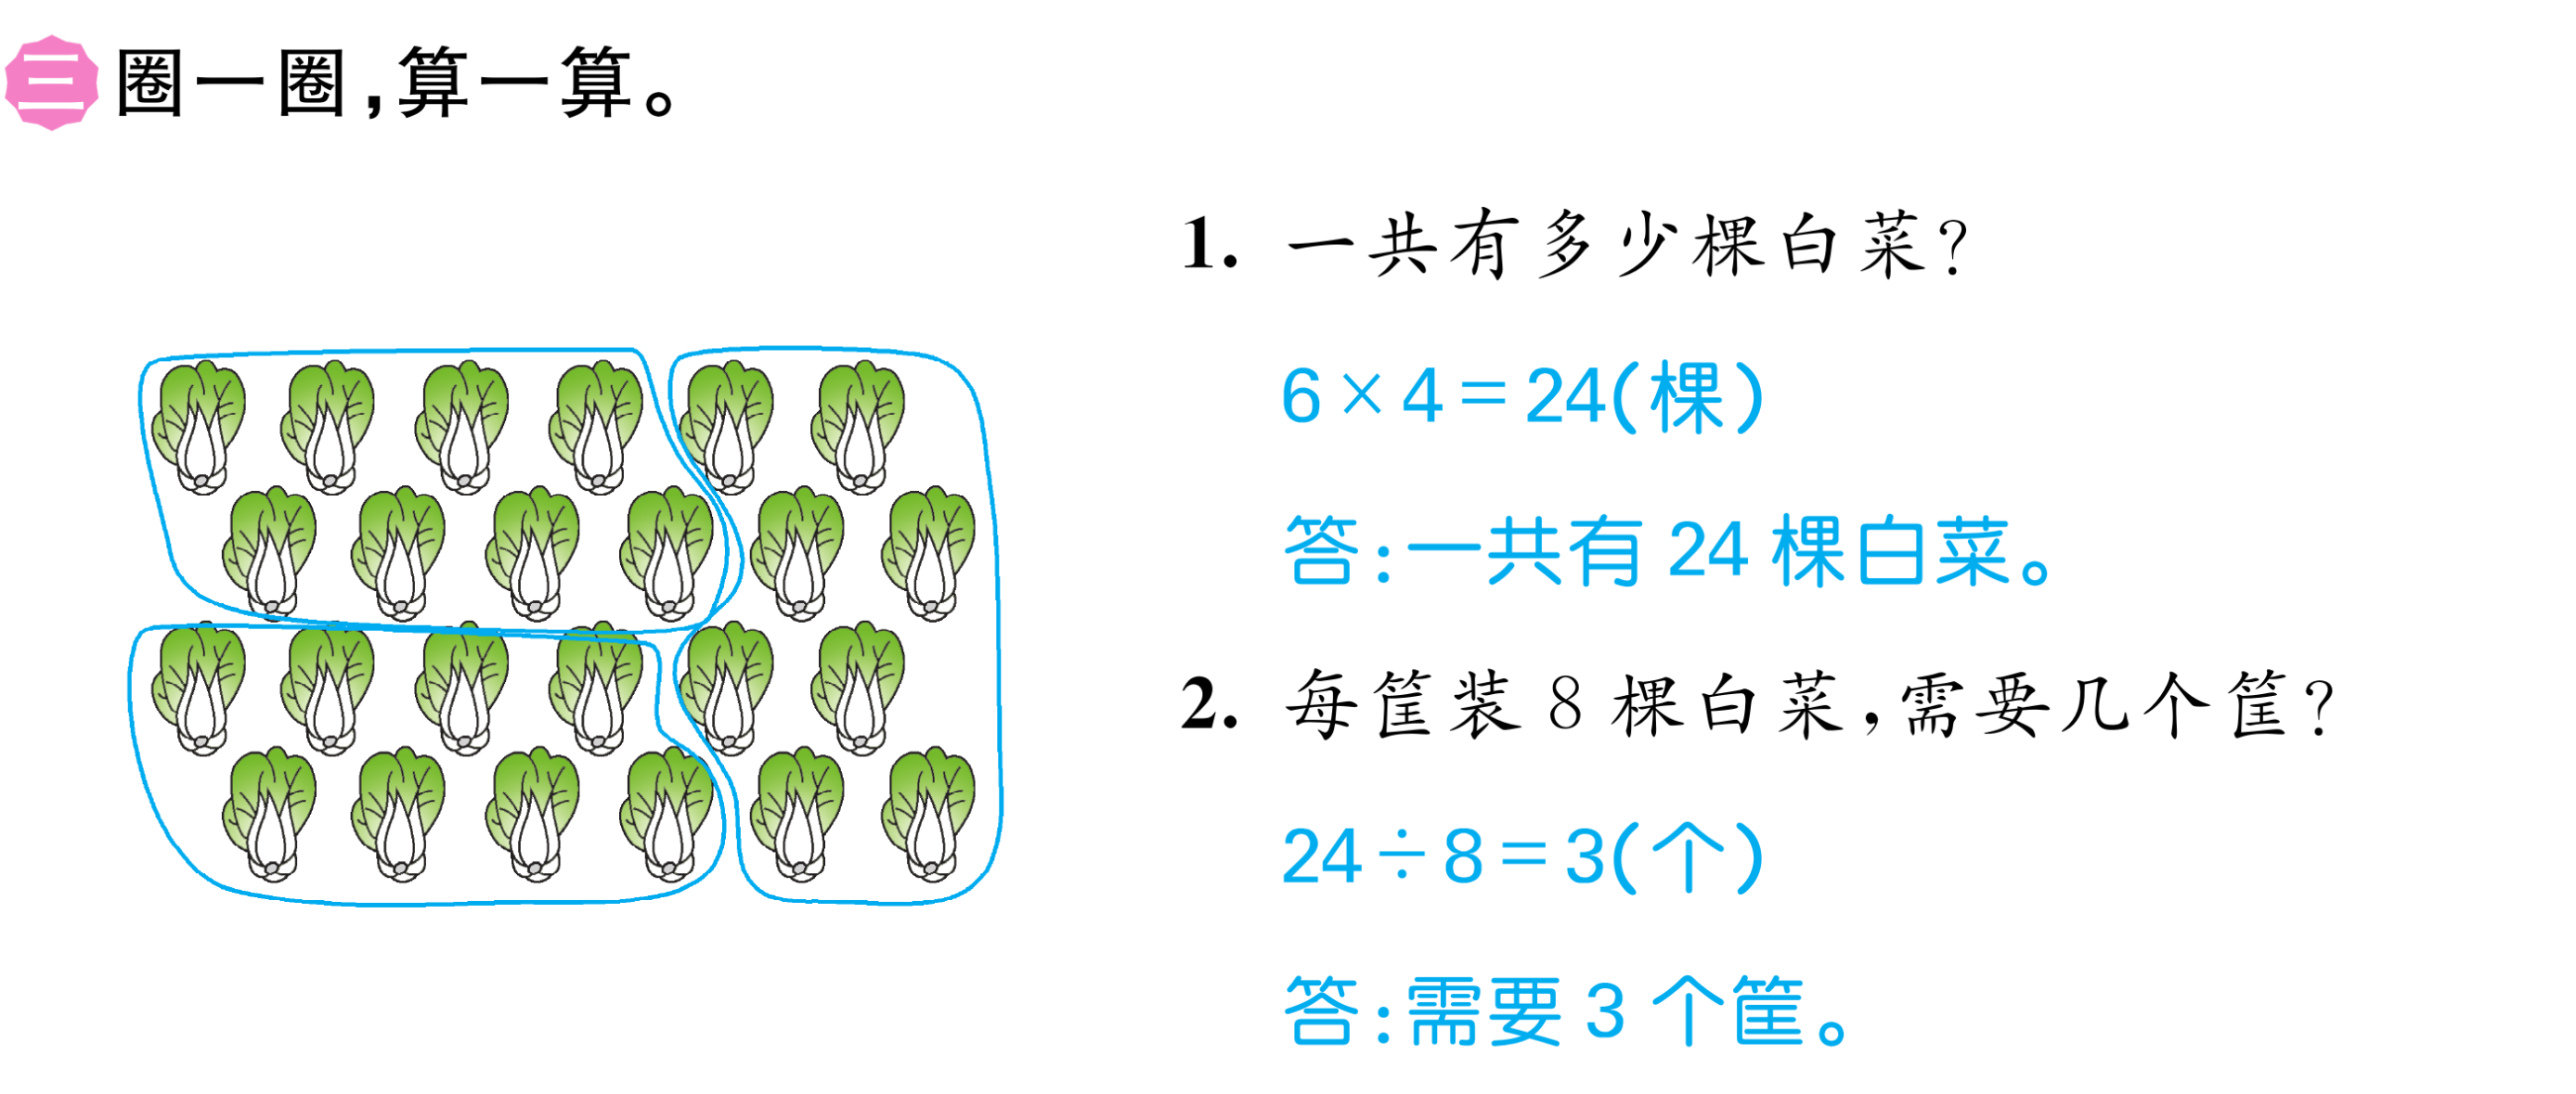 三 圈一圈,算一算。
1. 一共有多少棵白菜?
6×4=24(棵)
答:一共有 24 棵白菜。
2. 每筐装 8 棵白菜,需要几个筐?
24÷8=3(个)
答:需要 3 个筐。